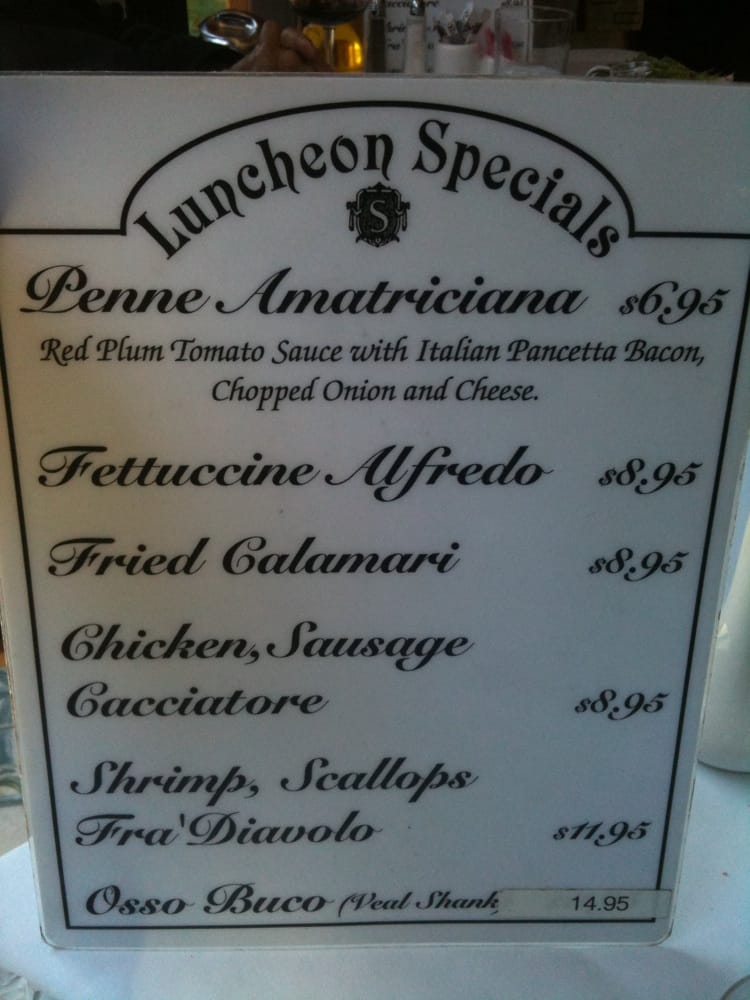 Luncheon Specials
S
Penne Amatriciana $6.95
Red Plum Tomato Sauce with Italian Pancetta Bacon,
Chopped Onion and Cheese.
Fettuccine Alfredo $8.95
Fried Calamari $8.95
Chicken, Sausage
Cacciatore $8.95
Shrimp, Scallops
Fra'Diavolo $11.95
Osso Buco (Veal Shank 14.95